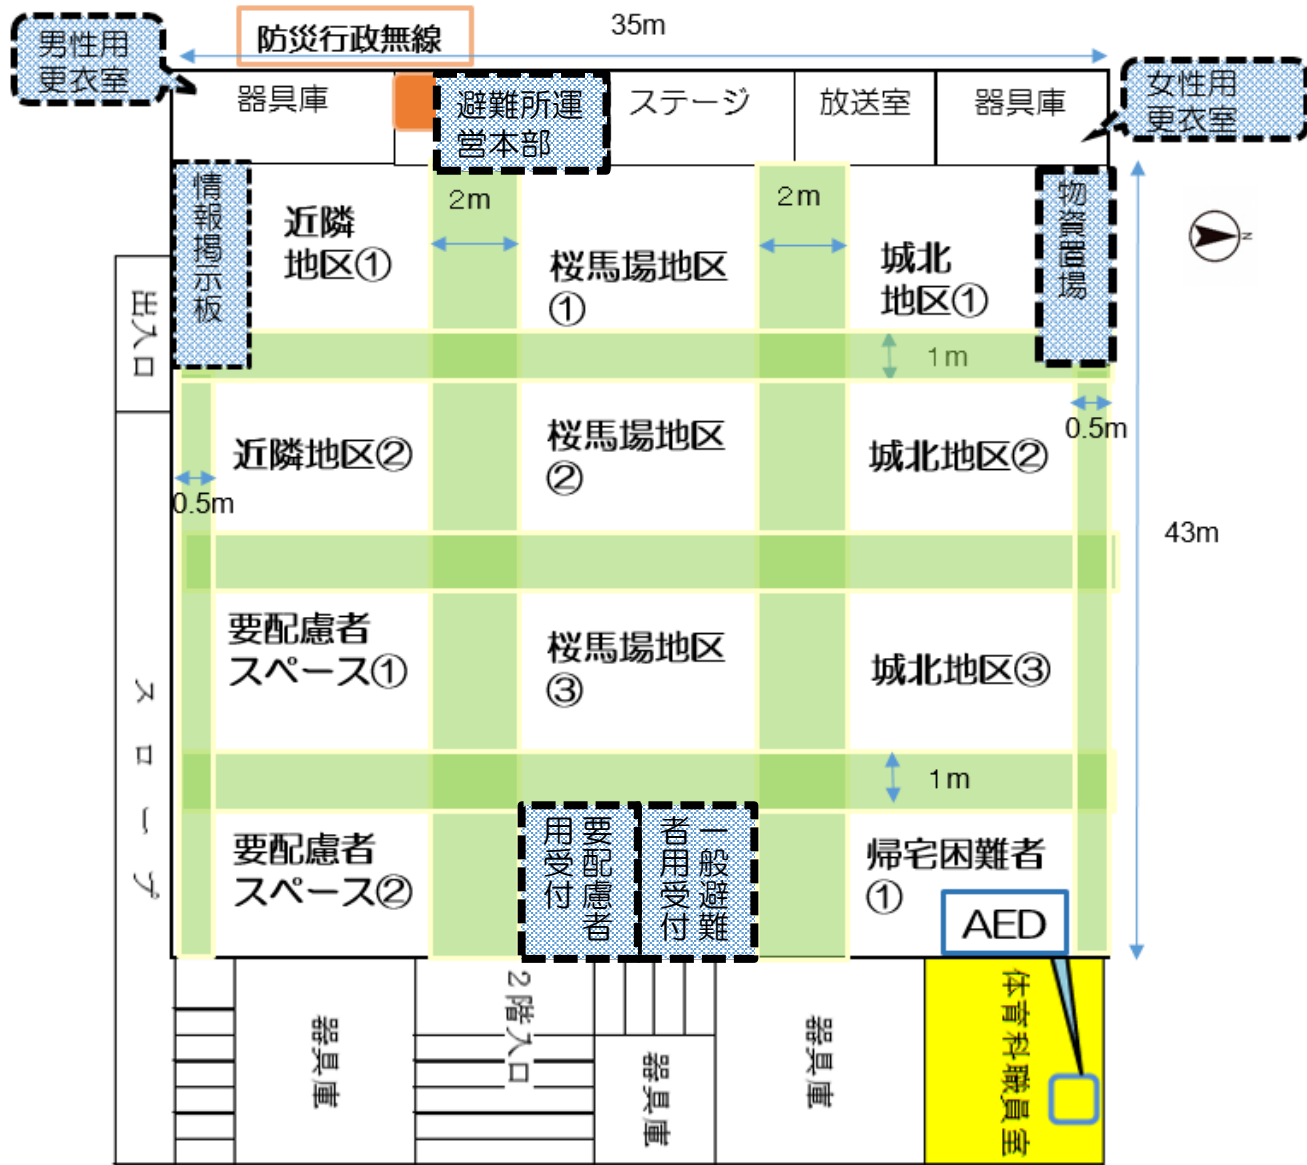 防災行政無線
35m
男性用
更衣室
女性用
更衣室
器具庫
避難所運
営本部
ステージ
放送室
器具庫
情報掲示板
近隣
地区①
2m
桜馬場地区
①
2m
城北
地区①
物資置場
N
出入口
1m
近隣地区②
桜馬場地区
②
城北地区②
0.5m
0.5m
43m
要配慮者
スペース①
桜馬場地区
③
城北地区③
スロープ
1m
要配慮者
スペース②
要配慮者
用受付
一般避難
者用受付
帰宅困難者
①
AED
器具庫
2階入口
器具庫
器具庫
体育科職員室